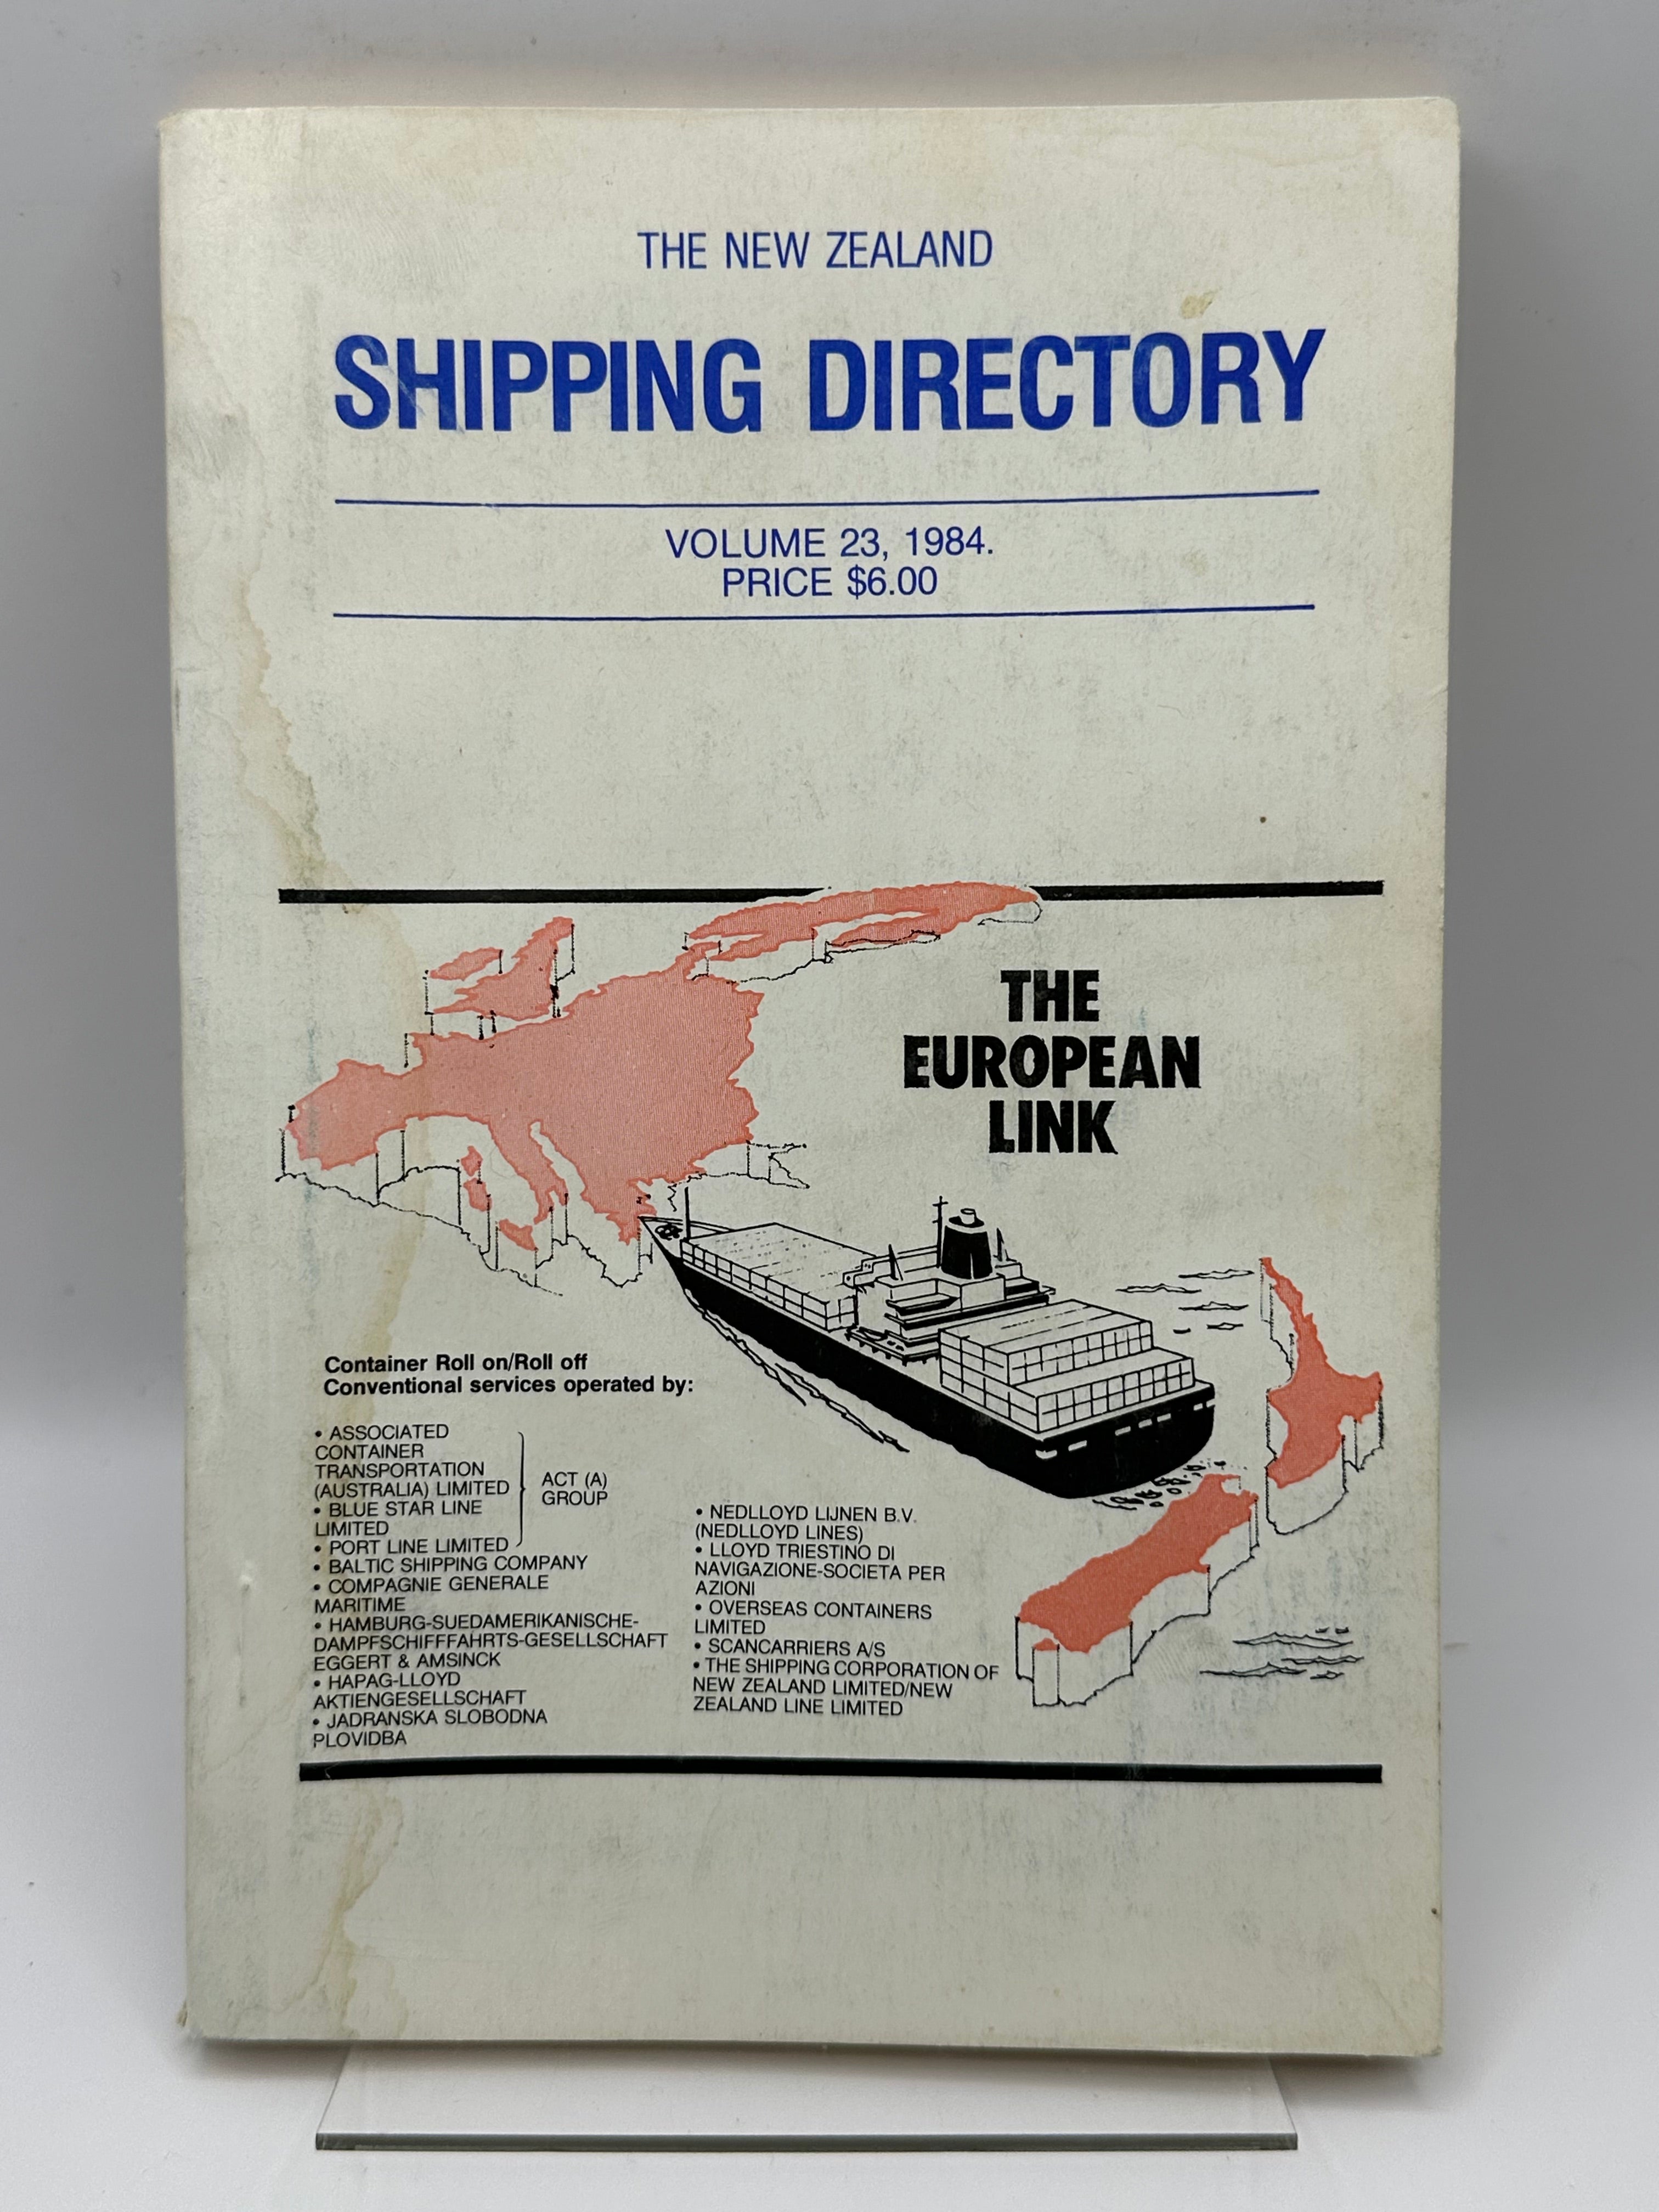 THE NEW ZEALAND
SHIPPING DIRECTORY
VOLUME 23, 1984.
PRICE $6.00
THE
EUROPEAN
LINK
Container Roll on/Roll off
Conventional services operated by:
• ASSOCIATED
CONTAINER
TRANSPORTATION
(AUSTRALIA) LIMITED
• BLUE STAR LINE
LIMITED
• PORT LINE LIMITED
ACT (A)
GROUP
• BALTIC SHIPPING COMPANY
• COMPAGNIE GENERALE
MARITIME
• HAMBURG-SUEDAMERIKANISCHE-
DAMPFSCHIFFFAHRTS-GESELLSCHAFT
EGGERT & AMSINCK
• HAPAG-LLOYD
AKTIENGESELLSCHAFT
• JADRANSKA SLOBODNA
PLOVIDBA
• NEDLLOYD LIJNEN B.V.
(NEDLLOYD LINES)
• LLOYD TRIESTINO DI
NAVIGAZIONE-SOCIETA PER
AZIONI
• OVERSEAS CONTAINERS
LIMITED
• SCANCARRIERS A/S
• THE SHIPPING CORPORATION OF
NEW ZEALAND LIMITED/NEW
ZEALAND LINE LIMITED